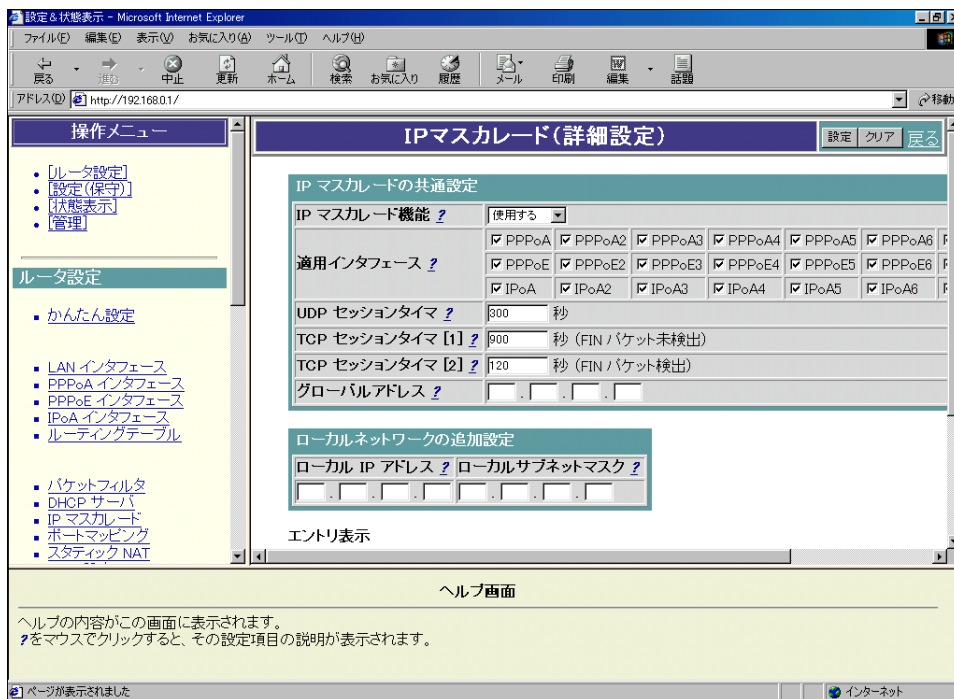 設定＆状態表示 - Microsoft Internet Explorer
ファイル(F) 編集(E) 表示(V) お気に入り(A) ツール(T) ヘルプ(H)
戻る 進む 中止 更新 ホーム 検索 お気に入り 履歴 メール 印刷 編集 話題
アドレス(D) http://192.168.0.1/ 移動
操作メニュー
[ルータ設定]
[設定(保守)]
[状態表示]
[管理]
ルータ設定
かんたん設定
LAN インタフェース
PPPoA インタフェース
PPPoE インタフェース
IPoA インタフェース
ルーティングテーブル
パケットフィルタ
DHCP サーバ
IP マスカレード
ポートマッピング
スタティック NAT
IPマスカレード(詳細設定) 設定 クリア 戻る
IP マスカレードの共通設定
IP マスカレード機能 ? 使用する
適用インタフェース ?
PPPoA PPPoA2 PPPoA3 PPPoA4 PPPoA5 PPPoA6
PPPoE PPPoE2 PPPoE3 PPPoE4 PPPoE5 PPPoE6
IPoA IPoA2 IPoA3 IPoA4 IPoA5 IPoA6
UDP セッションタイマ ? 300 秒
TCP セッションタイマ [1] ? 900 秒 (FIN パケット未検出)
TCP セッションタイマ [2] ? 120 秒 (FIN パケット検出)
グローバルアドレス ? . . .
ローカルネットワークの追加設定
ローカル IP アドレス ? ローカルサブネットマスク ?
. . . . . .
エントリ表示
ヘルプ画面
ヘルプの内容がこの画面に表示されます。
?をマウスでクリックすると、その設定項目の説明が表示されます。
ページが表示されました インターネット